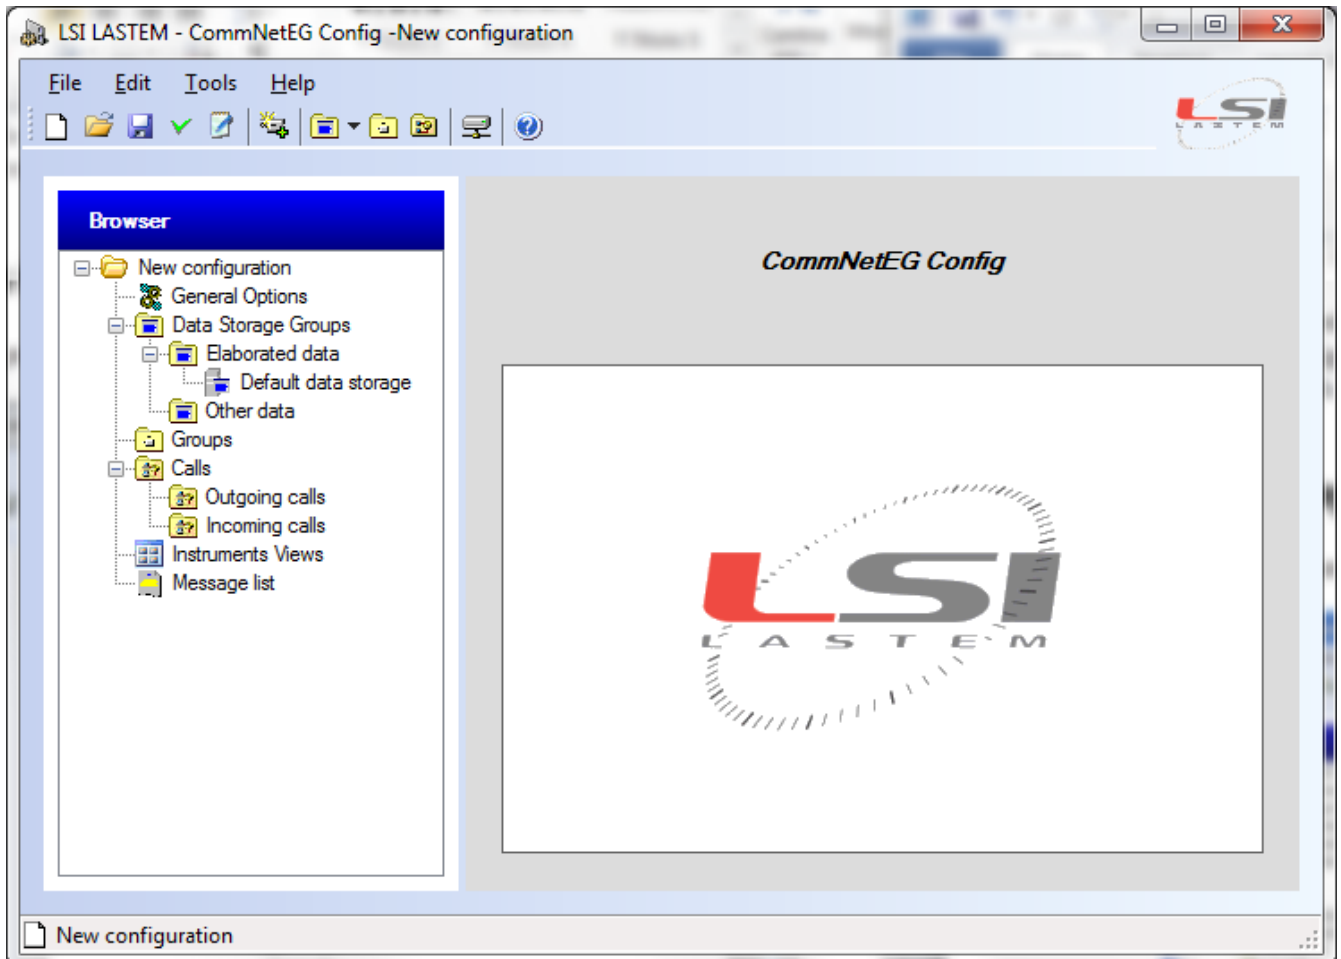 LSI LASTEM - CommNetEG Config -New configuration
File Edit Tools Help
LSI
LASTEM
Browser
New configuration
General Options
Data Storage Groups
Elaborated data
Default data storage
Other data
Groups
Calls
Outgoing calls
Incoming calls
Instruments Views
Message list
CommNetEG Config
LSI
LASTEM
New configuration